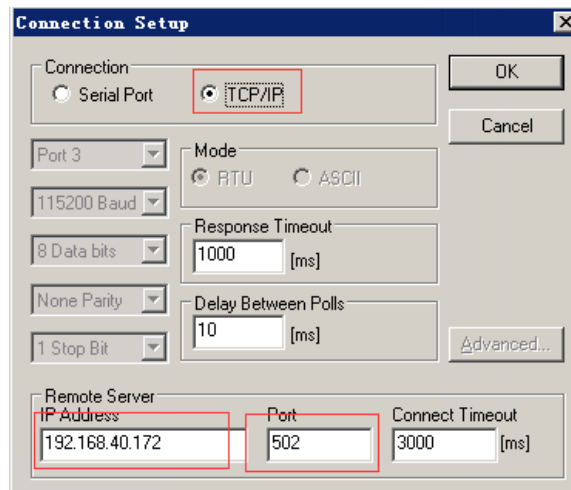 Connection Setup
Connection
Serial Port
TCP/IP
OK
Cancel
Port 3
115200 Baud
8 Data bits
None Parity
1 Stop Bit
Mode
RTU
ASCII
Response Timeout
1000 [ms]
Delay Between Polls
10 [ms]
Advanced...
Remote Server
IP Address
Port
Connect Timeout
192.168.40.172
502
3000 [ms]